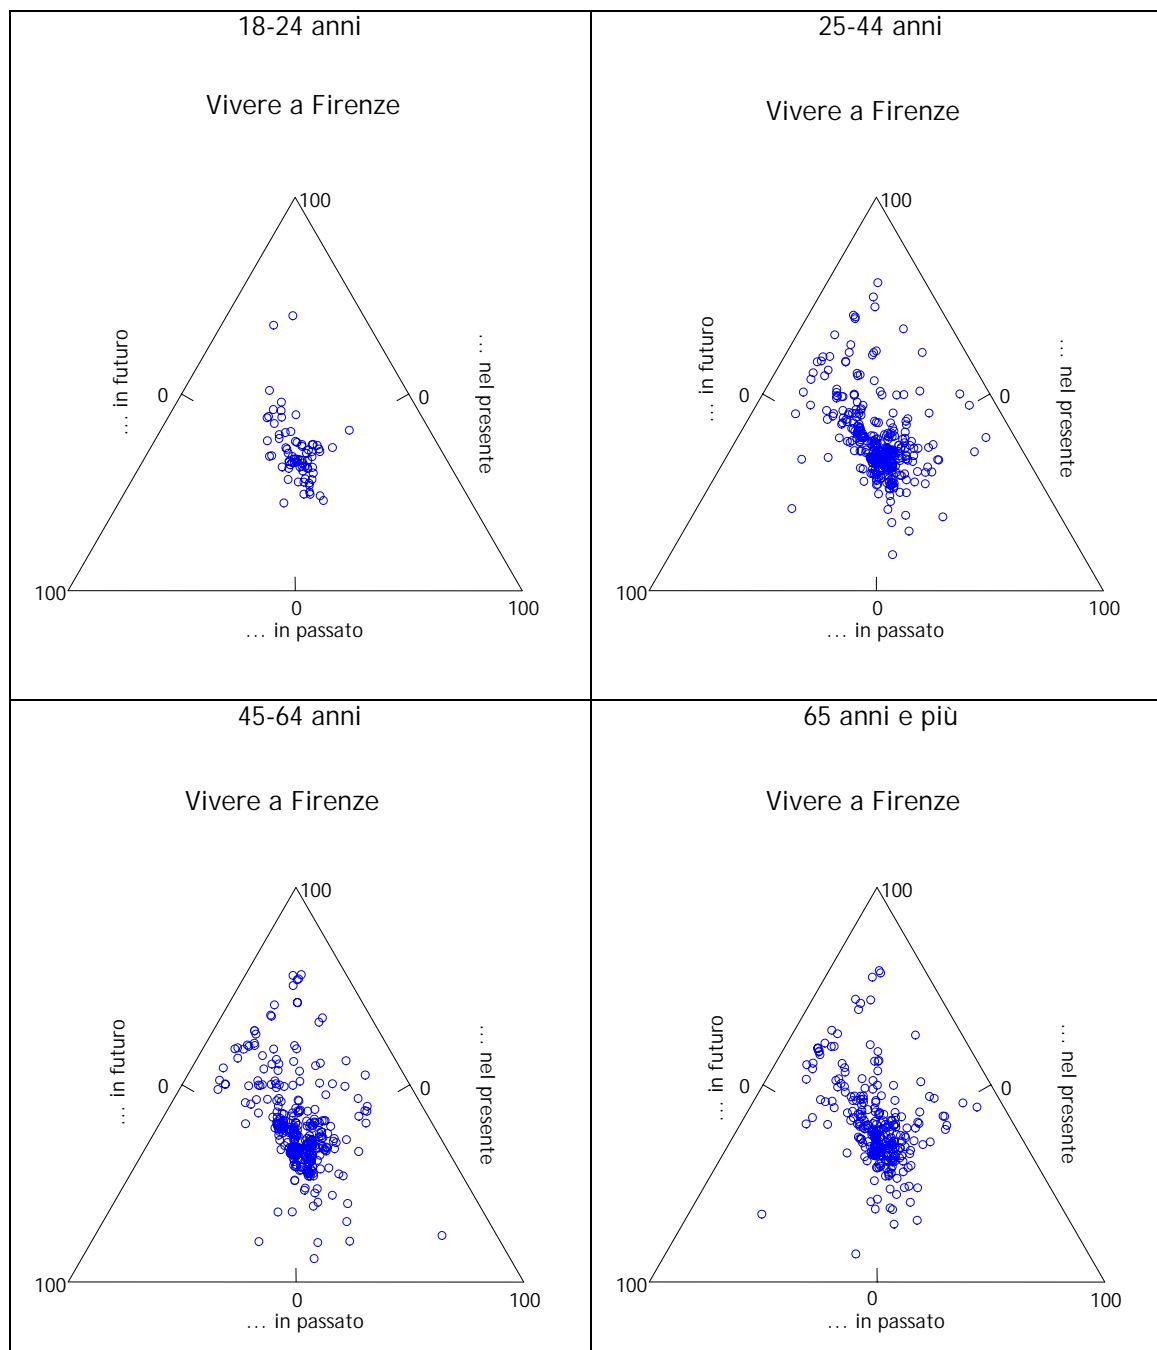 18-24 anni
Vivere a Firenze
100
... in futuro
... nel presente
0
0
100
0
100
... in passato
25-44 anni
Vivere a Firenze
100
... in futuro
... nel presente
0
0
100
0
100
... in passato
45-64 anni
Vivere a Firenze
100
... in futuro
... nel presente
0
0
100
0
100
... in passato
65 anni e più
Vivere a Firenze
100
... in futuro
... nel presente
0
0
100
0
100
... in passato